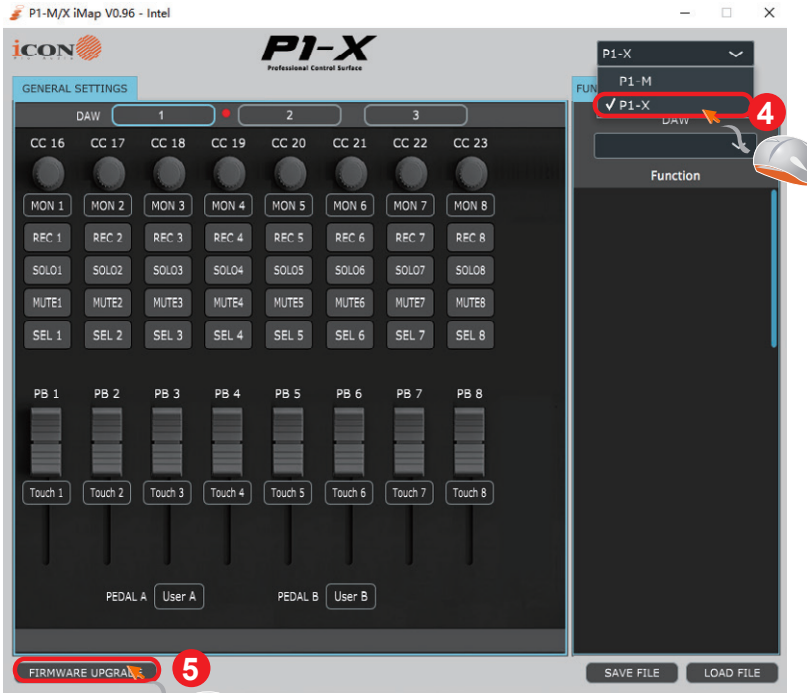 P1-M/X iMap V0.96 - Intel
iCON
P1-X
Professional Control Surface
P1-X
P1-M
✓ P1-X
4
GENERAL SETTINGS
FUN
DAW 1 2 3
DAW
CC 16 CC 17 CC 18 CC 19 CC 20 CC 21 CC 22 CC 23
Function
MON 1 MON 2 MON 3 MON 4 MON 5 MON 6 MON 7 MON 8
REC 1 REC 2 REC 3 REC 4 REC 5 REC 6 REC 7 REC 8
SOLO1 SOLO2 SOLO3 SOLO4 SOLO5 SOLO6 SOLO7 SOLO8
MUTE1 MUTE2 MUTE3 MUTE4 MUTE5 MUTE6 MUTE7 MUTE8
SEL 1 SEL 2 SEL 3 SEL 4 SEL 5 SEL 6 SEL 7 SEL 8
PB 1 PB 2 PB 3 PB 4 PB 5 PB 6 PB 7 PB 8
Touch 1 Touch 2 Touch 3 Touch 4 Touch 5 Touch 6 Touch 7 Touch 8
PEDAL A User A PEDAL B User B
FIRMWARE UPGRADE 5
SAVE FILE LOAD FILE